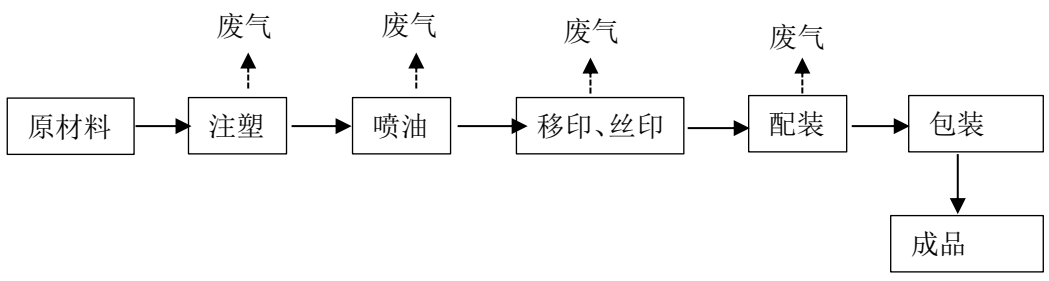 废气 废气 废气 废气
原材料 注塑 喷油 移印、丝印 配装 包装
成品